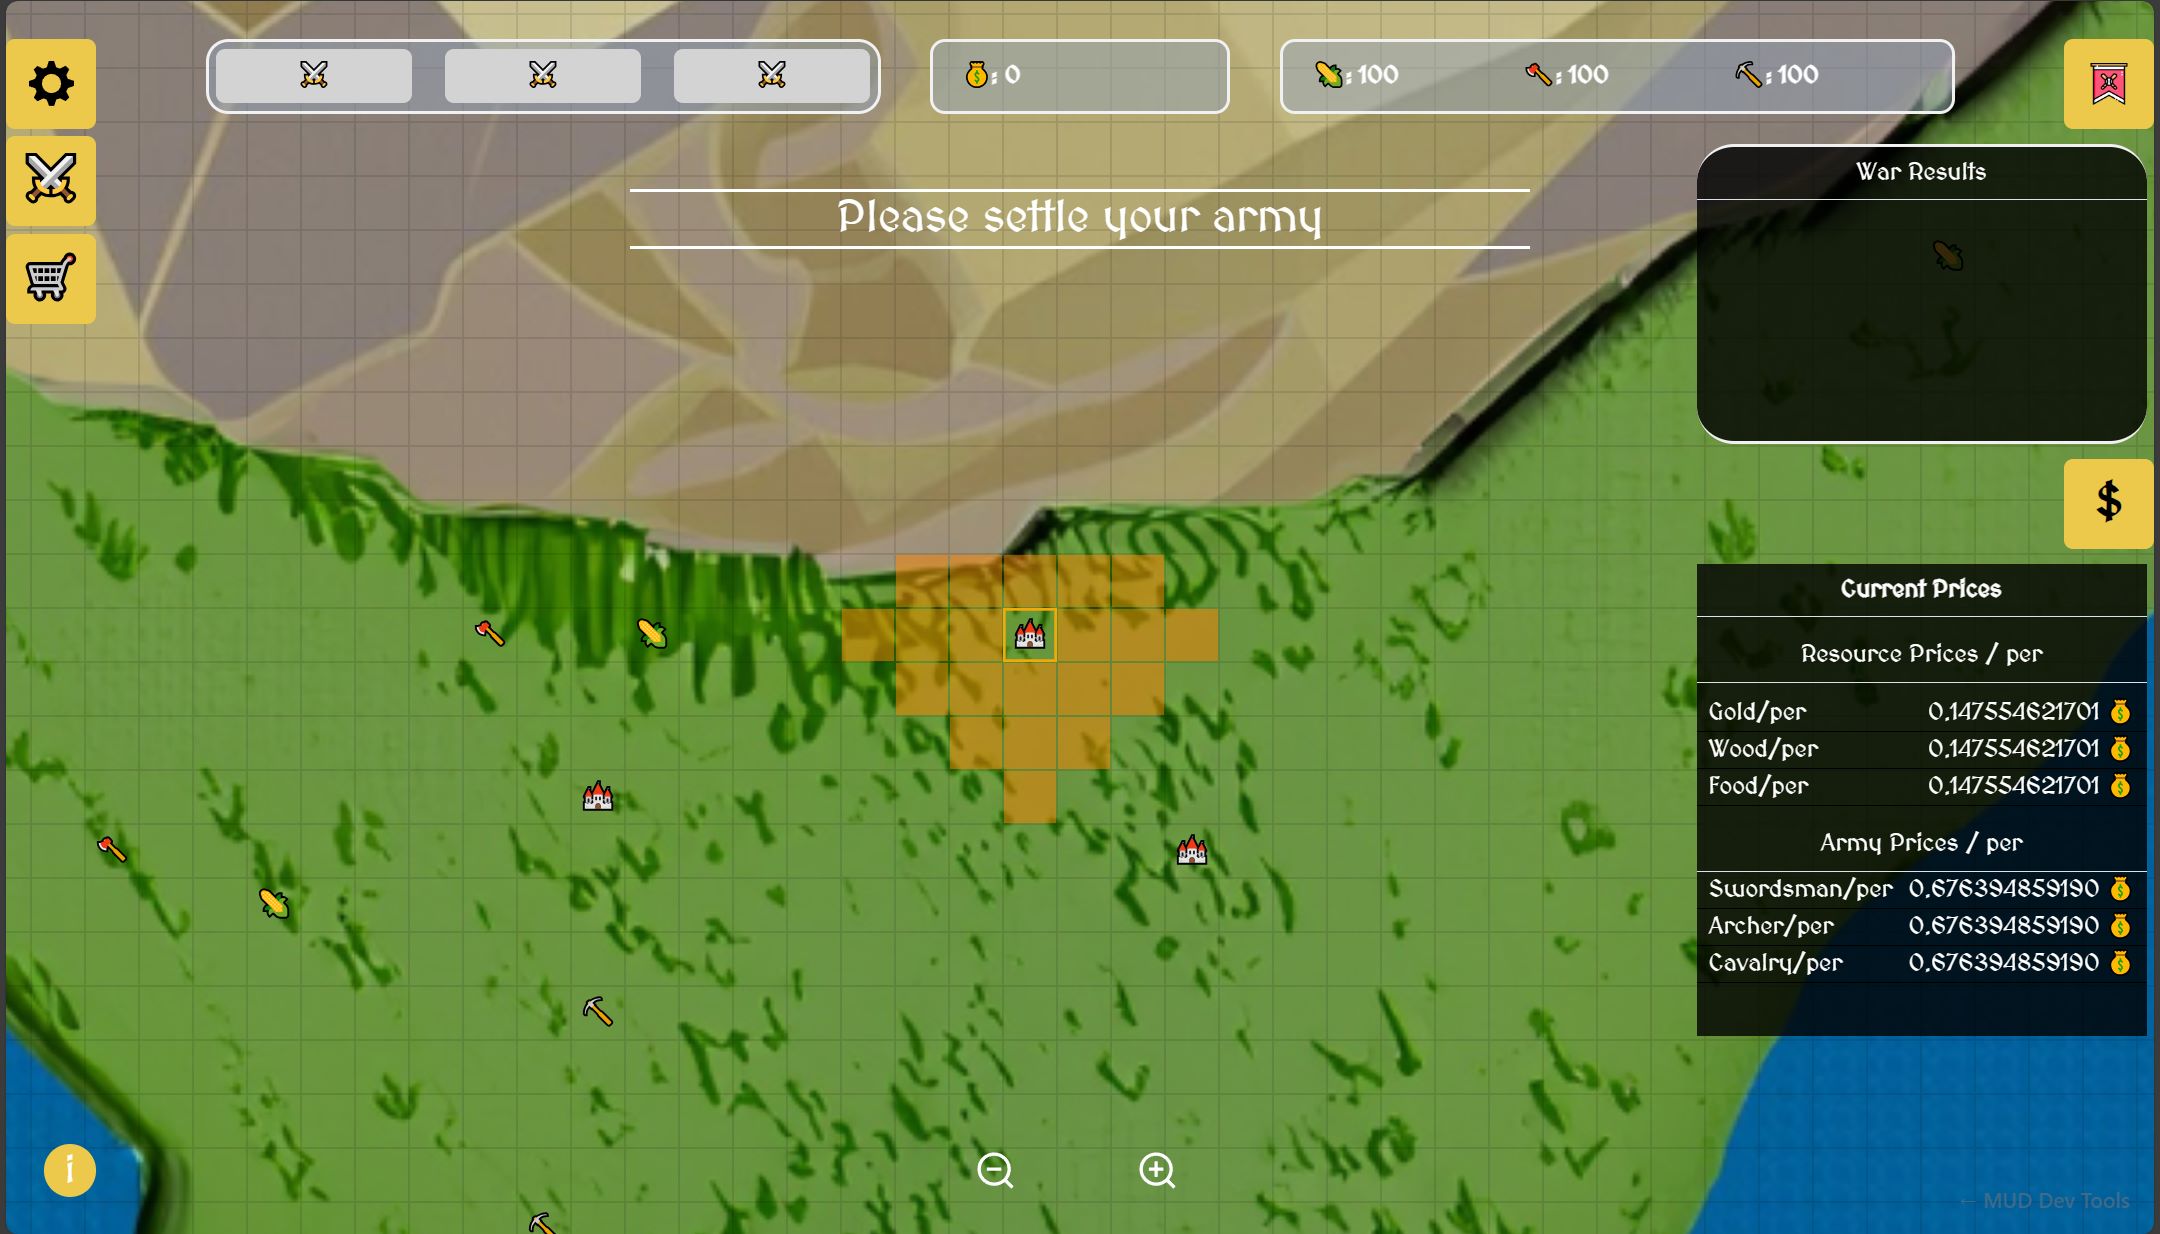 : 0
: 100
: 100
: 100
War Results
Please settle your army
$
Current Prices
Resource Prices / per
Gold/per 0.147554621701
Wood/per 0.147554621701
Food/per 0.147554621701
Army Prices / per
Swordsman/per 0.676394859190
Archer/per 0.676394859190
Cavalry/per 0.676394859190
i
← MUD Dev Tools